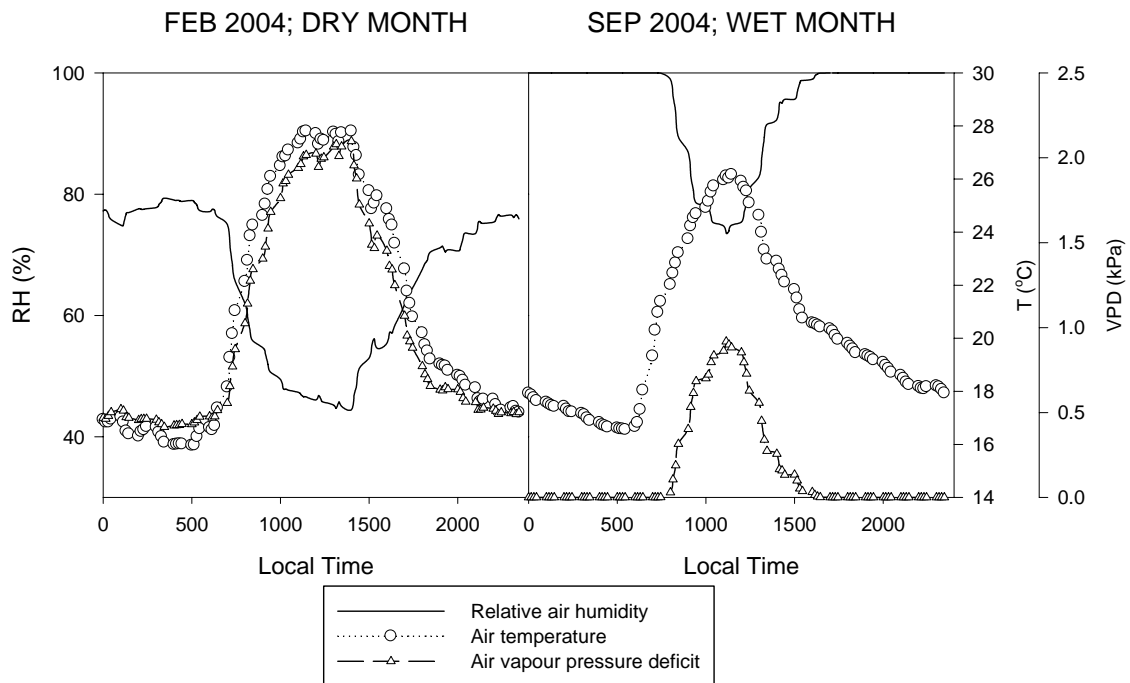 FEB 2004; DRY MONTH
SEP 2004; WET MONTH
RH (%)
100
80
60
40
0
500
1000
1500
2000
Local Time
0
500
1000
1500
2000
Local Time
30
28
26
24
22
20
18
16
14
T (°C)
2.5
2.0
1.5
1.0
0.5
0.0
VPD (kPa)
Relative air humidity
Air temperature
Air vapour pressure deficit